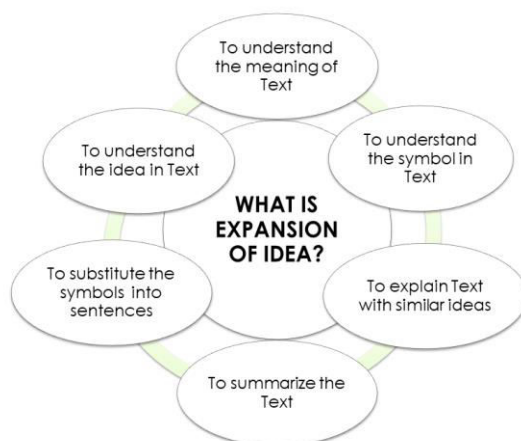 To understand
the meaning of
Text
To understand
the symbol in
Text
To explain Text
with similar ideas
To summarize the
Text
To substitute the
symbols into
sentences
To understand
the idea in Text
WHAT IS
EXPANSION
OF IDEA?